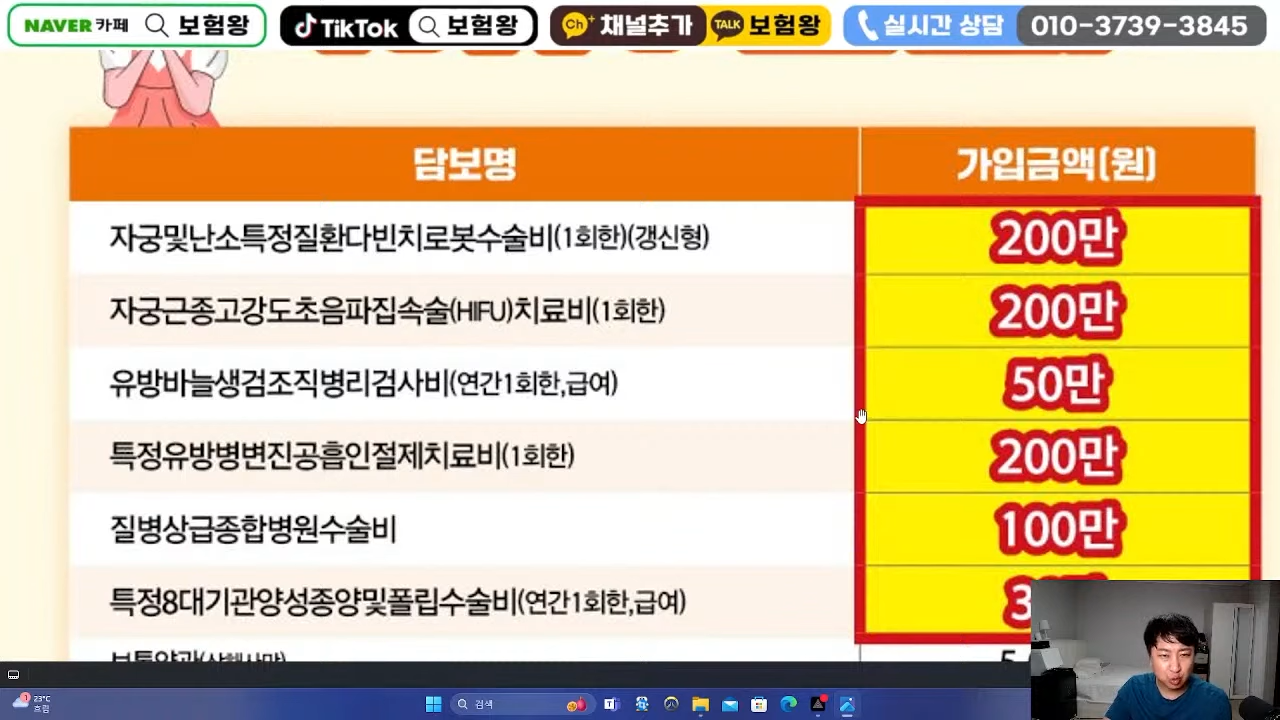 NAVER 카페 보험왕
TikTok 보험왕
Ch+ 채널추가 TALK 보험왕
실시간 상담 010-3739-3845
담보명 가입금액(원)
자궁및난소특정질환다빈치로봇수술비(1회한)(갱신형) 200만
자궁근종고강도초음파집속술(HIFU)치료비(1회한) 200만
유방바늘생검조직병리검사비(연간1회한,급여) 50만
특정유방병변진공흡인절제치료비(1회한) 200만
질병상급종합병원수술비 100만
특정8대기관양성종양및폴립수술비(연간1회한,급여) 3
23°C
흐림
검색